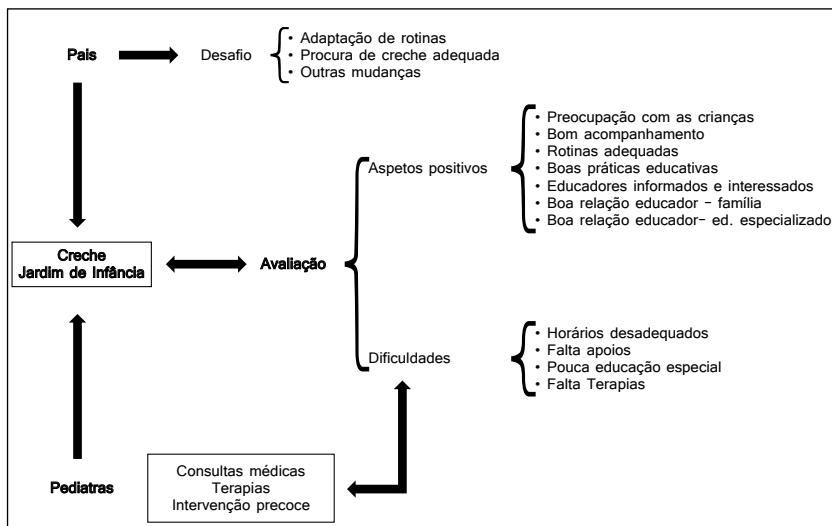 Pais
Desafio
• Adaptação de rotinas
• Procura de creche adequada
• Outras mudanças
Aspetos positivos
• Preocupação com as crianças
• Bom acompanhamento
• Rotinas adequadas
• Boas práticas educativas
• Educadores informados e interessados
• Boa relação educador – família
• Boa relação educador– ed. especializado
Creche
Jardim de Infância
Avaliação
Dificuldades
• Horários desadequados
• Falta apoios
• Pouca educação especial
• Falta Terapias
Pediatras
Consultas médicas
Terapias
Intervenção precoce